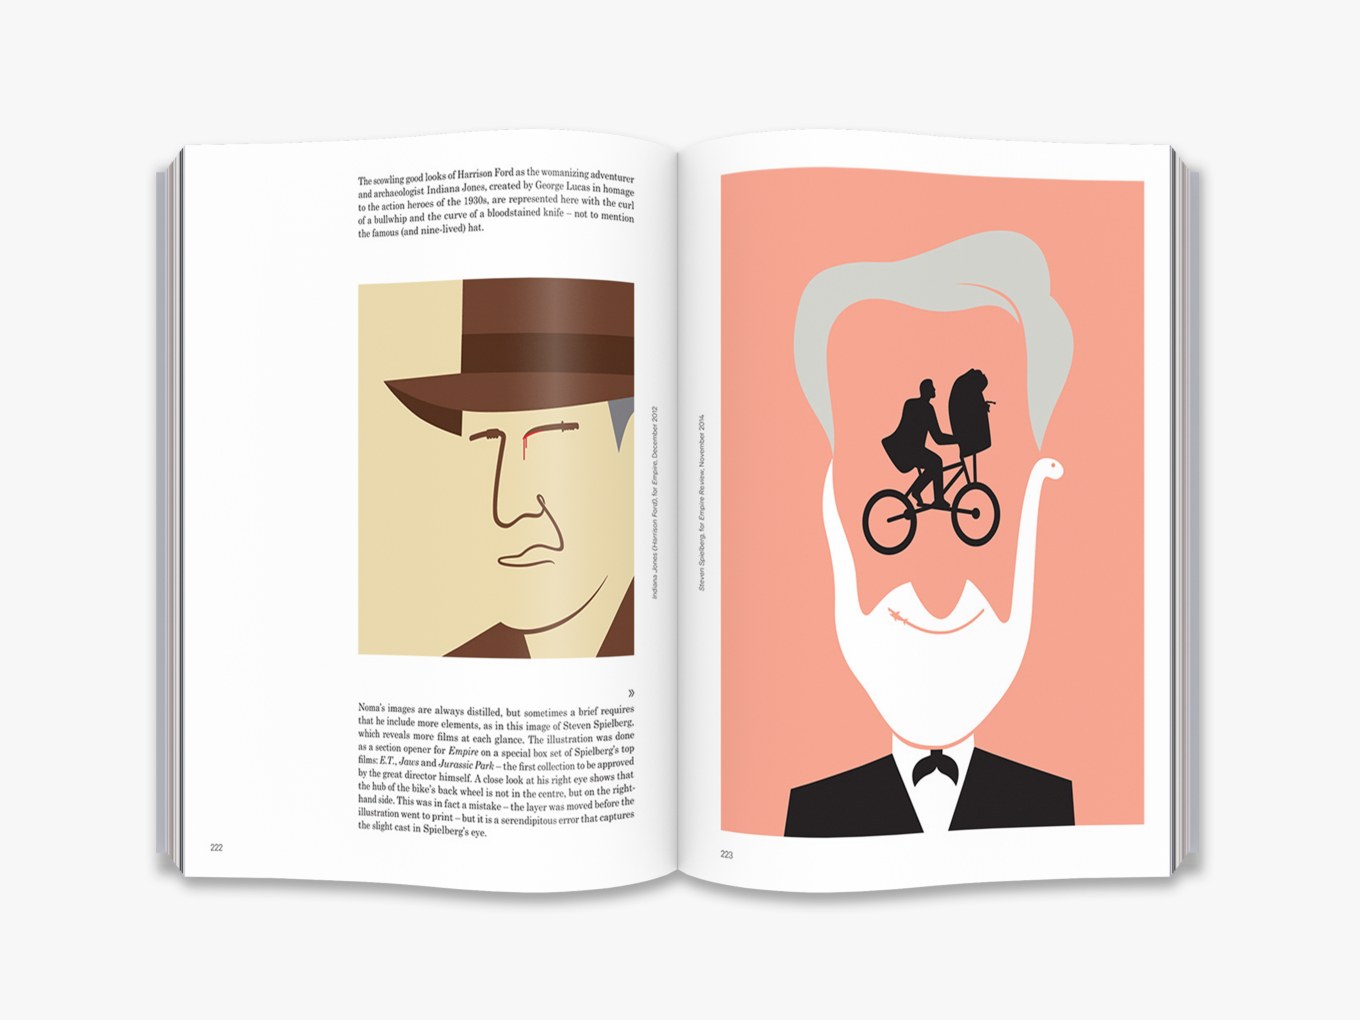 The scowling good looks of Harrison Ford as the womanizing adventurer
and archaeologist Indiana Jones, created by George Lucas in homage
to the action heroes of the 1930s, are represented here with the curl
of a bullwhip and the curve of a bloodstained knife – not to mention
the famous (and nine-lived) hat.
Indiana Jones (Harrison Ford), for Empire, December 2012
»
Noma's images are always distilled, but sometimes a brief requires
that he include more elements, as in this image of Steven Spielberg,
which reveals more films at each glance. The illustration was done
as a section opener for Empire on a special box set of Spielberg's top
films: E.T., Jaws and Jurassic Park – the first collection to be approved
by the great director himself. A close look at his right eye shows that
the hub of the bike's back wheel is not in the centre, but on the right-
hand side. This was in fact a mistake – the layer was moved before the
illustration went to print – but it is a serendipitous error that captures
the slight cast in Spielberg's eye.
222
Steven Spielberg, for Empire Review, November 2014
223